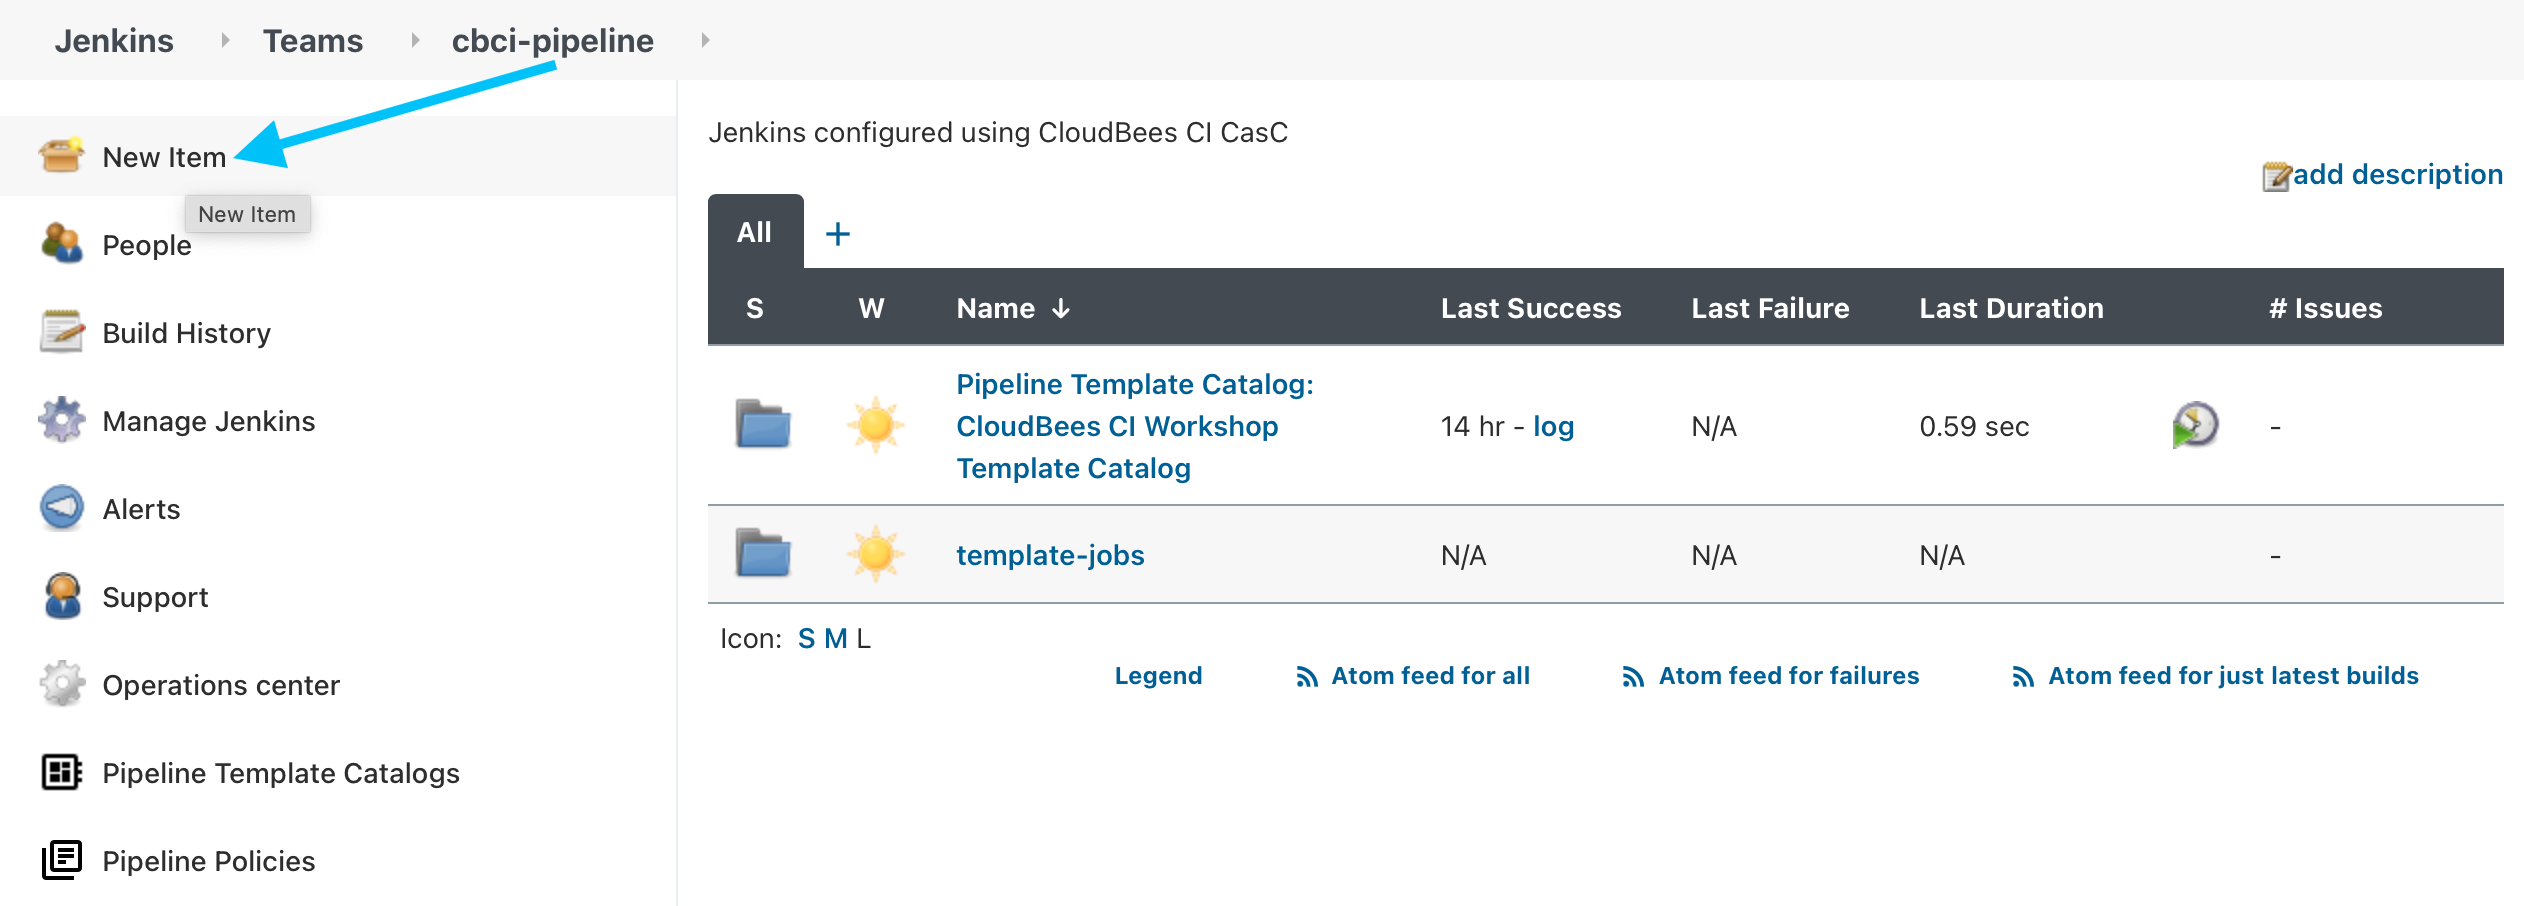 Jenkins Teams cbci-pipeline
New Item
New Item
People
Build History
Manage Jenkins
Alerts
Support
Operations center
Pipeline Template Catalogs
Pipeline Policies
Jenkins configured using CloudBees CI CasC
add description
All +
S W Name ↓ Last Success Last Failure Last Duration # Issues
Pipeline Template Catalog:
CloudBees CI Workshop
Template Catalog
14 hr - log N/A 0.59 sec -
template-jobs N/A N/A N/A -
Icon: S M L
Legend Atom feed for all Atom feed for failures Atom feed for just latest builds